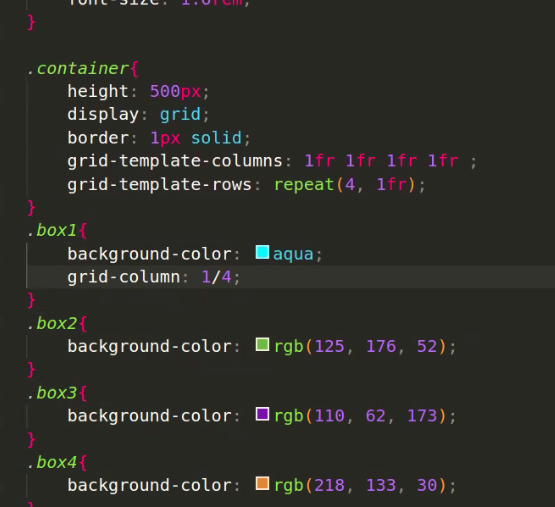 font-size: 1.6rem;
}
.container{
height: 500px;
display: grid;
border: 1px solid;
grid-template-columns: 1fr 1fr 1fr 1fr ;
grid-template-rows: repeat(4, 1fr);
}
.box1{
background-color: aqua;
grid-column: 1/4;
}
.box2{
background-color: rgb(125, 176, 52);
}
.box3{
background-color: rgb(110, 62, 173);
}
.box4{
background-color: rgb(218, 133, 30);
}